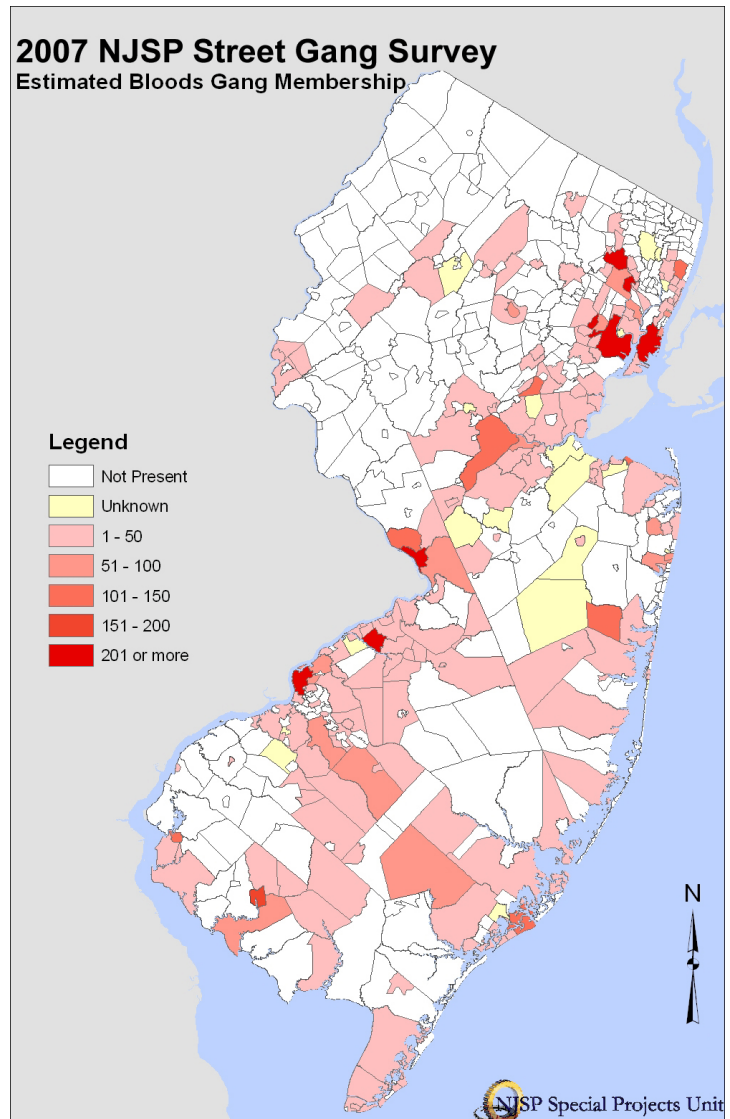 2007 NJSP Street Gang Survey
Estimated Bloods Gang Membership
Legend
Not Present
Unknown
1 - 50
51 - 100
101 - 150
151 - 200
201 or more
N
NJSP Special Projects Unit